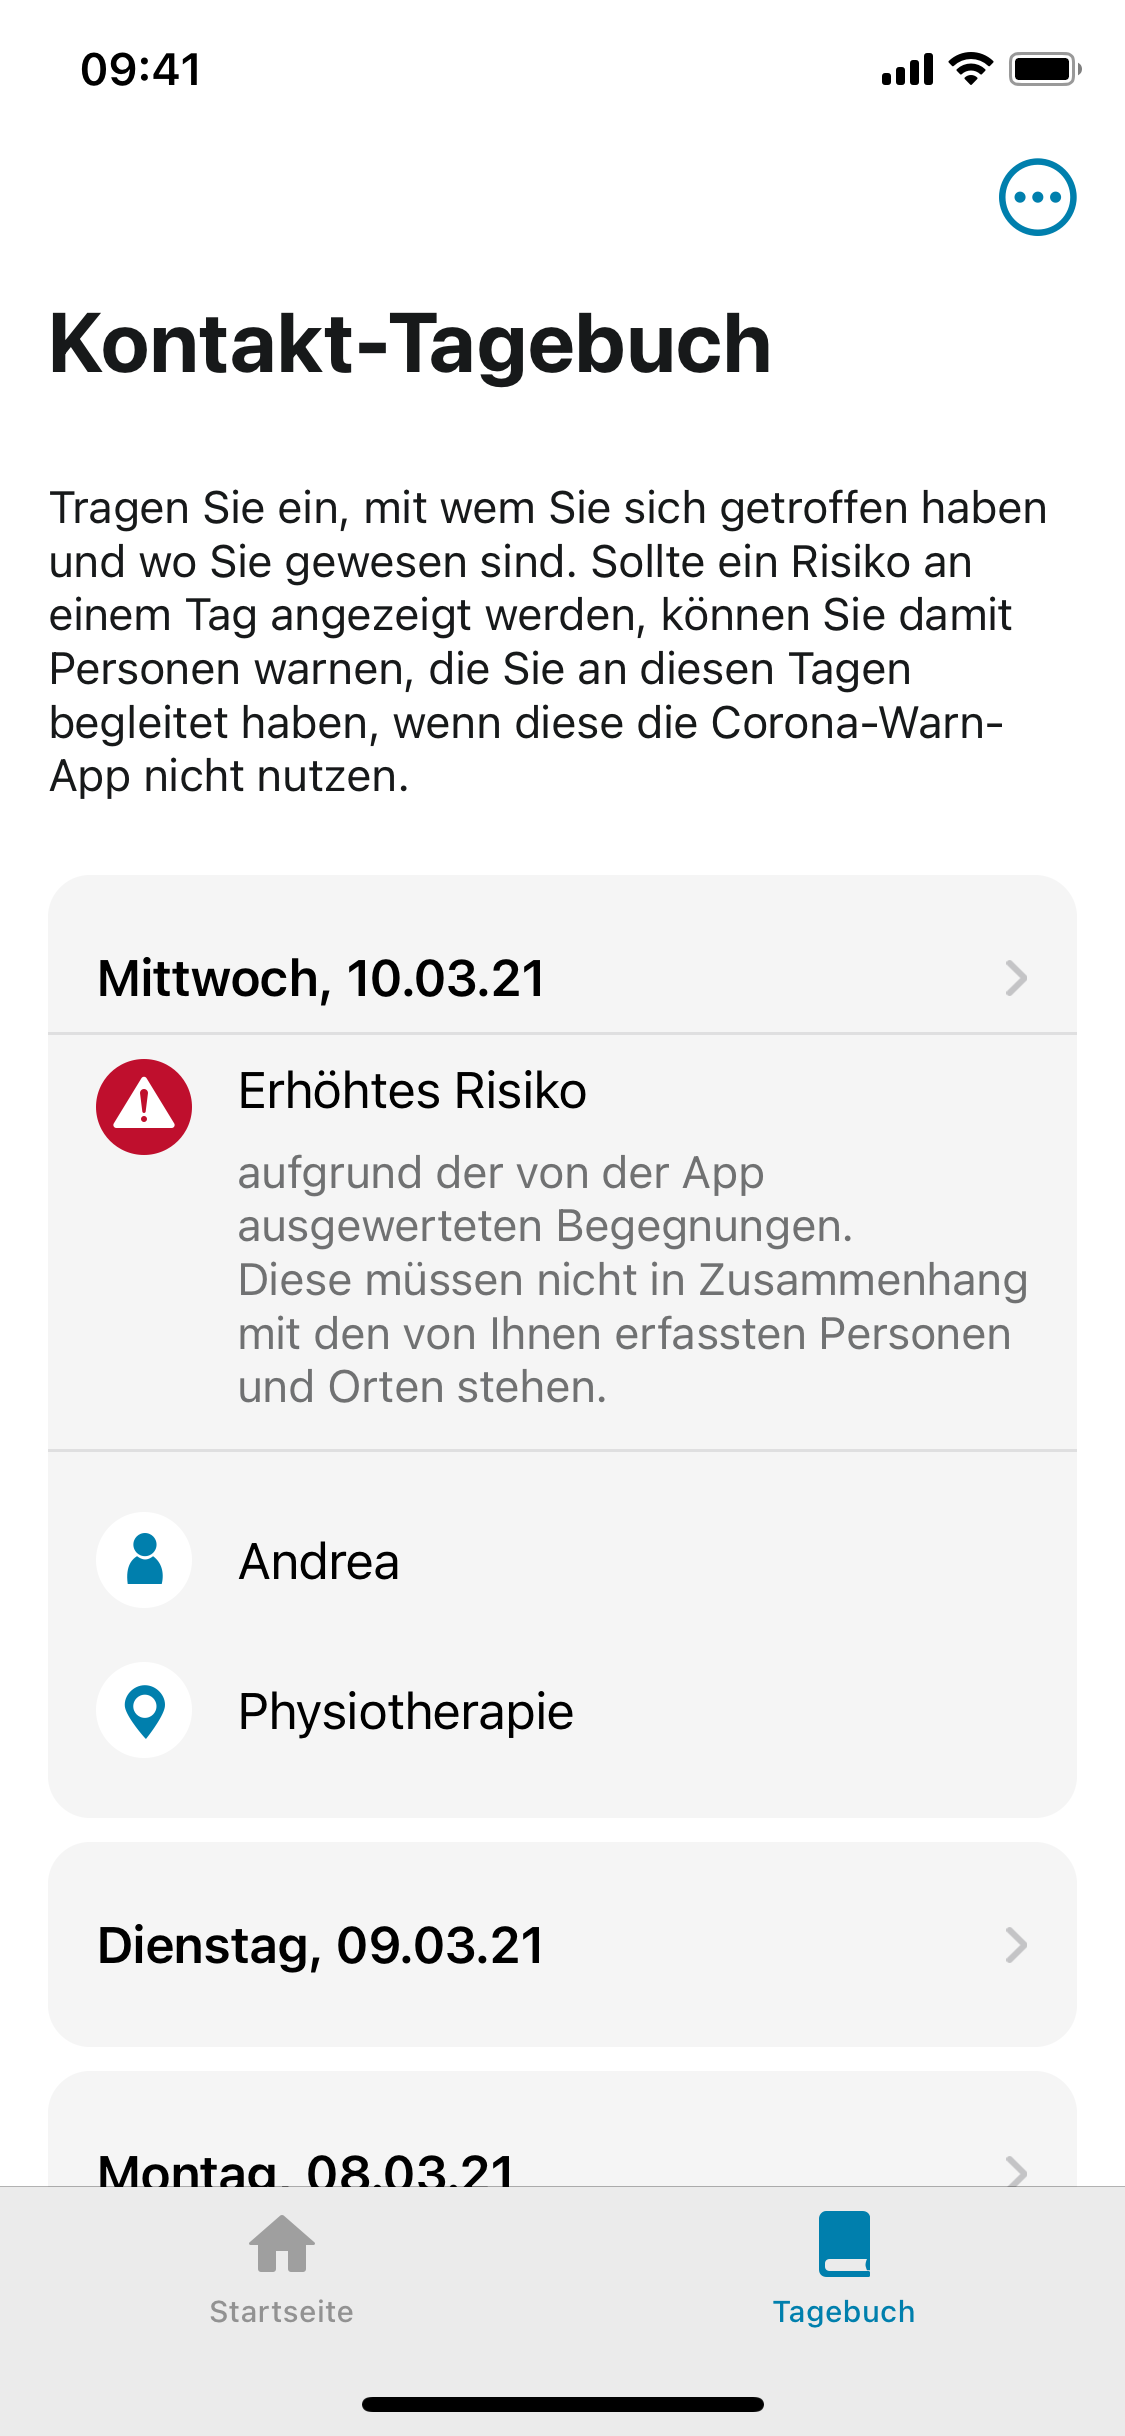 09:41
Kontakt-Tagebuch
Tragen Sie ein, mit wem Sie sich getroffen haben
und wo Sie gewesen sind. Sollte ein Risiko an
einem Tag angezeigt werden, können Sie damit
Personen warnen, die Sie an diesen Tagen
begleitet haben, wenn diese die Corona-Warn-
App nicht nutzen.
Mittwoch, 10.03.21
Erhöhtes Risiko
aufgrund der von der App
ausgewerteten Begegnungen.
Diese müssen nicht in Zusammenhang
mit den von Ihnen erfassten Personen
und Orten stehen.
Andrea
Physiotherapie
Dienstag, 09.03.21
Montag, 08.03.21
Startseite
Tagebuch